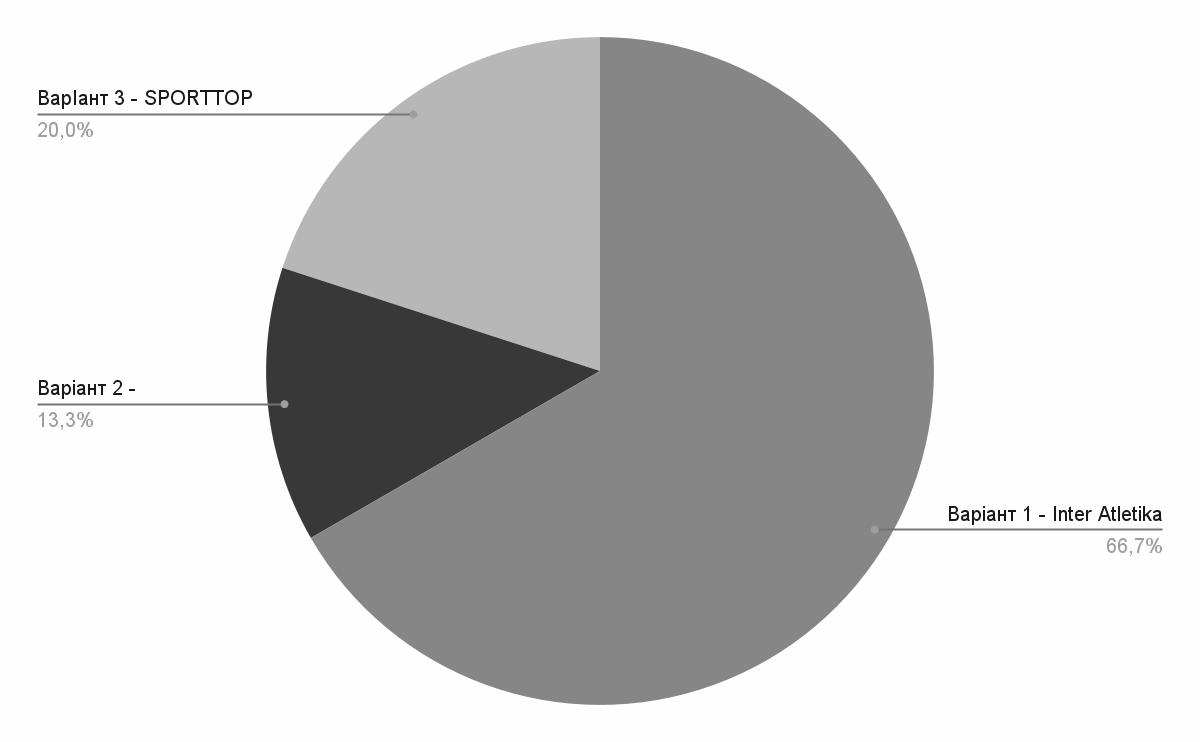 ВарІант 3 - SPORTTOP
20,0%
Варіант 2 -
13,3%
Варіант 1 - Inter Atletika
66,7%